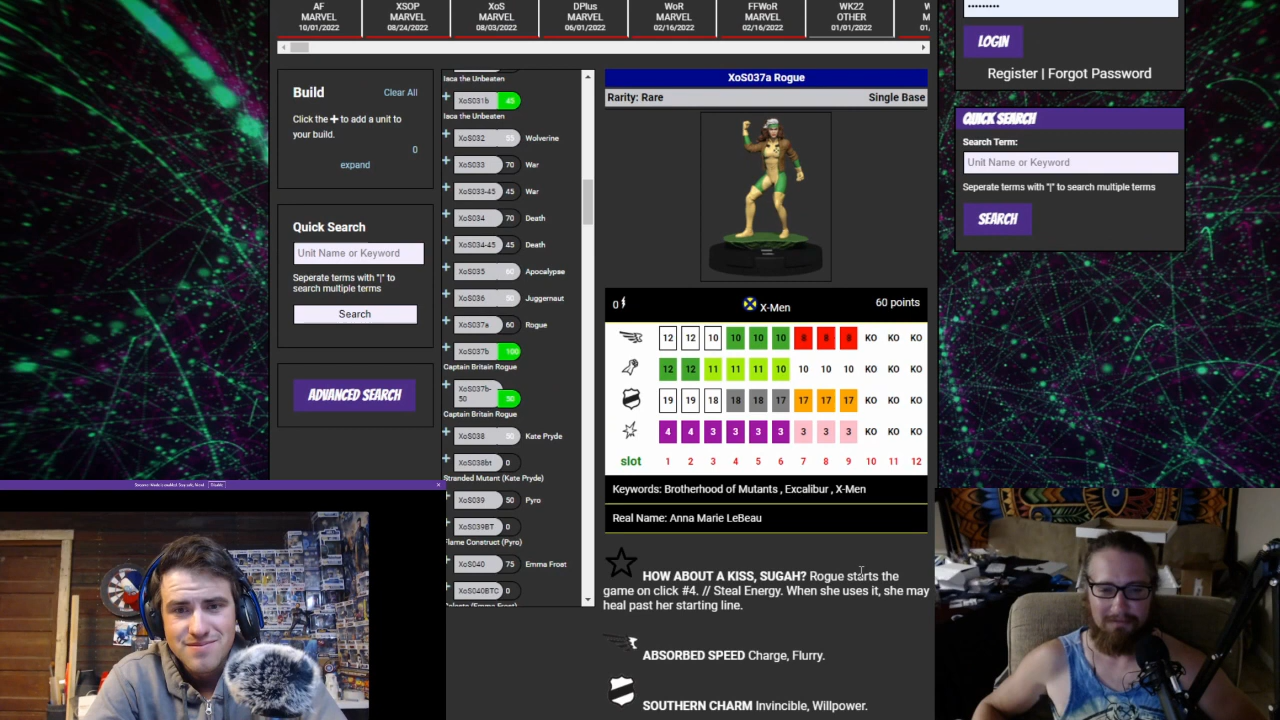 AF
MARVEL
10/01/2022
XSOP
MARVEL
08/24/2022
XoS
MARVEL
08/03/2022
DPlus
MARVEL
06/01/2022
WoR
MARVEL
02/16/2022
FFWoR
MARVEL
02/16/2022
WK22
OTHER
01/01/2022
Build
Clear All
Click the + to add a unit to
your build.
0
expand
Quick Search
Unit Name or Keyword
Seperate terms with "|" to
search multiple terms
Search
ADVANCED SEARCH
Isca the Unbeaten
XoS031b 45
Isca the Unbeaten
XoS032 55 Wolverine
XoS033 70 War
XoS033-45 45 War
XoS034 70 Death
XoS034-45 45 Death
XoS035 60 Apocalypse
XoS036 50 Juggernaut
XoS037a 60 Rogue
XoS037b 100
Captain Britain Rogue
XoS037b-
50 50
Captain Britain Rogue
XoS038 30 Kate Pryde
XoS038bt 0
Stranded Mutant (Kate Pryde)
XoS039 50 Pyro
XoS039BT 0
Flame Construct (Pyro)
XoS040 75 Emma Frost
XoS040BTC 0
XoS037a Rogue
Rarity: Rare Single Base
0 X-Men 60 points
12 12 10 10 10 10 8 8 8 KO KO KO
12 12 11 11 11 10 10 10 10 KO KO KO
19 19 18 18 18 17 17 17 17 KO KO KO
4 4 3 3 3 3 3 3 3 KO KO KO
slot 1 2 3 4 5 6 7 8 9 10 11 12
Keywords: Brotherhood of Mutants , Excalibur , X-Men
Real Name: Anna Marie LeBeau
HOW ABOUT A KISS, SUGAH? Rogue starts the
game on click #4. // Steal Energy. When she uses it, she may
heal past her starting line.
ABSORBED SPEED Charge, Flurry.
SOUTHERN CHARM Invincible, Willpower.
LOGIN
Register | Forgot Password
QUICK SEARCH
Search Term:
Unit Name or Keyword
Seperate terms with "|" to search multiple terms
SEARCH